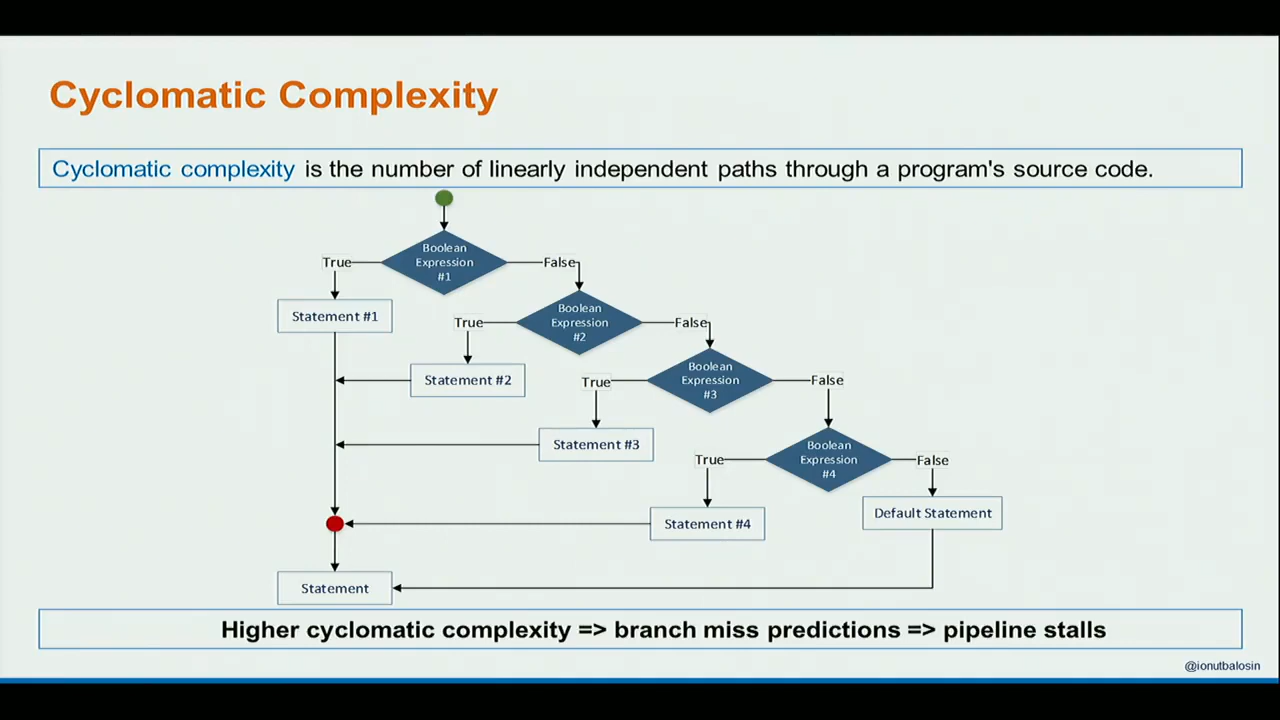 Cyclomatic Complexity
Cyclomatic complexity is the number of linearly independent paths through a program's source code.
Boolean
Expression
#1
True
False
Statement #1
Boolean
Expression
#2
True
False
Statement #2
Boolean
Expression
#3
True
False
Statement #3
Boolean
Expression
#4
True
False
Statement #4
Default Statement
Statement
Higher cyclomatic complexity => branch miss predictions => pipeline stalls
@ionutbalosin